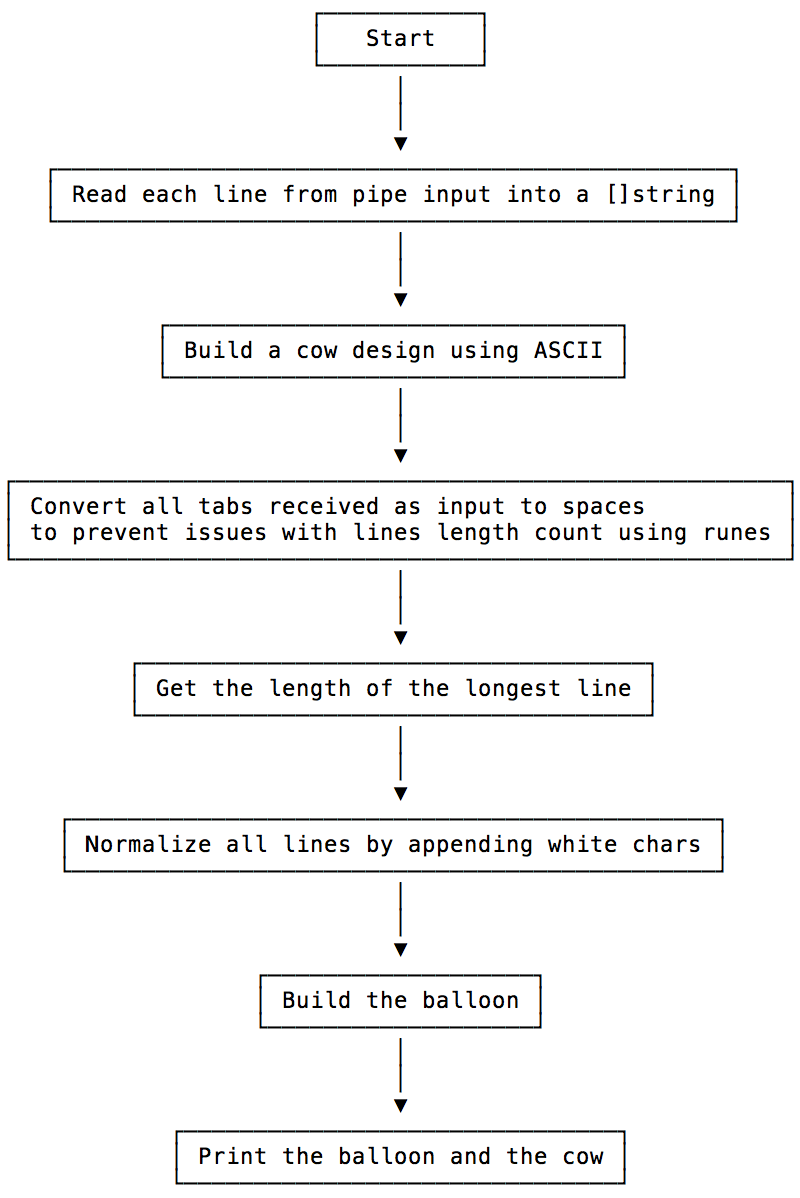 Start
Read each line from pipe input into a []string
Build a cow design using ASCII
Convert all tabs received as input to spaces
to prevent issues with lines length count using runes
Get the length of the longest line
Normalize all lines by appending white chars
Build the balloon
Print the balloon and the cow